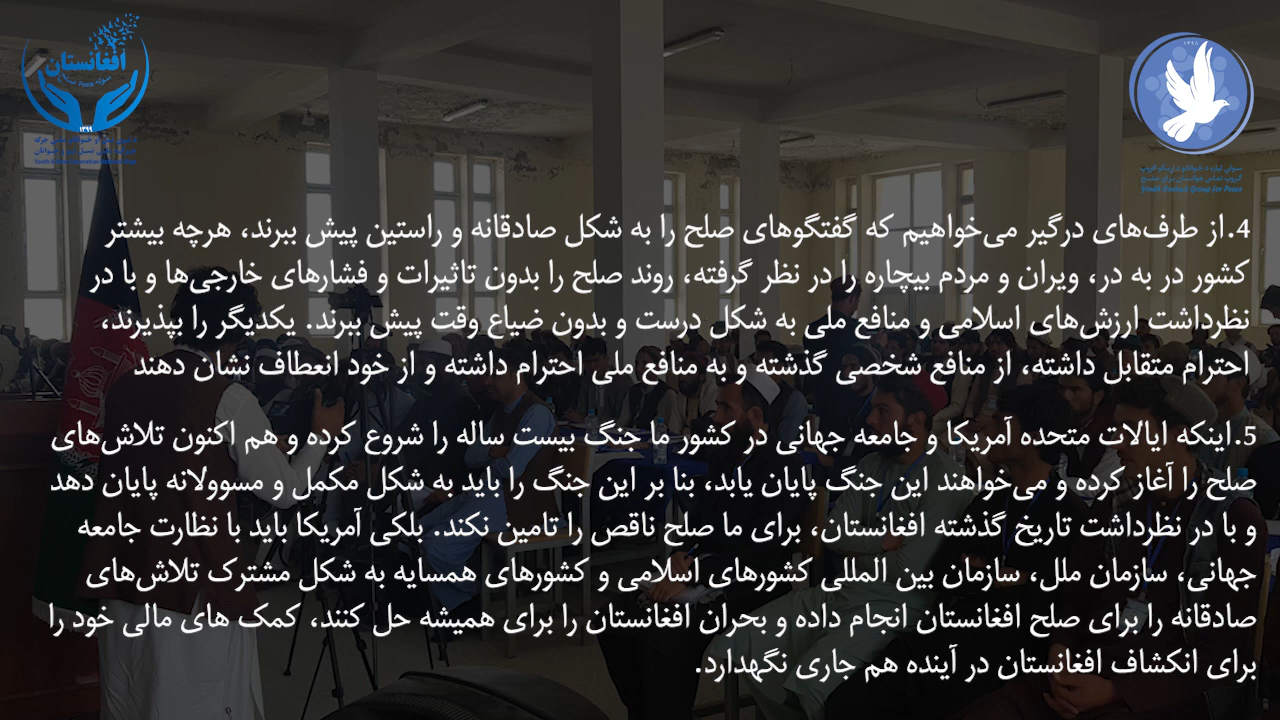 افغانستان
۱۳۹۹
۱۳۹۸
Youth Contact Group for Peace
4.از طرف‌های درگیر می‌خواهیم که گفتگوهای صلح را به شکل صادقانه و راستین پیش ببرند، هرچه بیشتر
کشور در به در، ویران و مردم بیچاره را در نظر گرفته، روند صلح را بدون تاثیرات و فشارهای خارجی‌ها و با در
نظرداشت ارزش‌های اسلامی و منافع ملی به شکل درست و بدون ضیاع وقت پیش ببرند. یکدیگر را بپذیرند،
احترام متقابل داشته، از منافع شخصی گذشته و به منافع ملی احترام داشته و از خود انعطاف نشان دهند
5.اینکه ایالات متحده آمریکا و جامعه جهانی در کشور ما جنگ بیست ساله را شروع کرده و هم اکنون تلاش‌های
صلح را آغاز کرده و می‌خواهند این جنگ پایان یابد، بنا بر این جنگ را باید به شکل مکمل و مسوولانه پایان دهد
و با در نظرداشت تاریخ گذشته افغانستان، برای ما صلح ناقص را تامین نکند. بلکی آمریکا باید با نظارت جامعه
جهانی، سازمان ملل، سازمان بین المللی کشورهای اسلامی و کشورهای همسایه به شکل مشترک تلاش‌های
صادقانه را برای صلح افغانستان انجام داده و بحران افغانستان را برای همیشه حل کنند، کمک های مالی خود را
برای انکشاف افغانستان در آینده هم جاری نگهدارد.